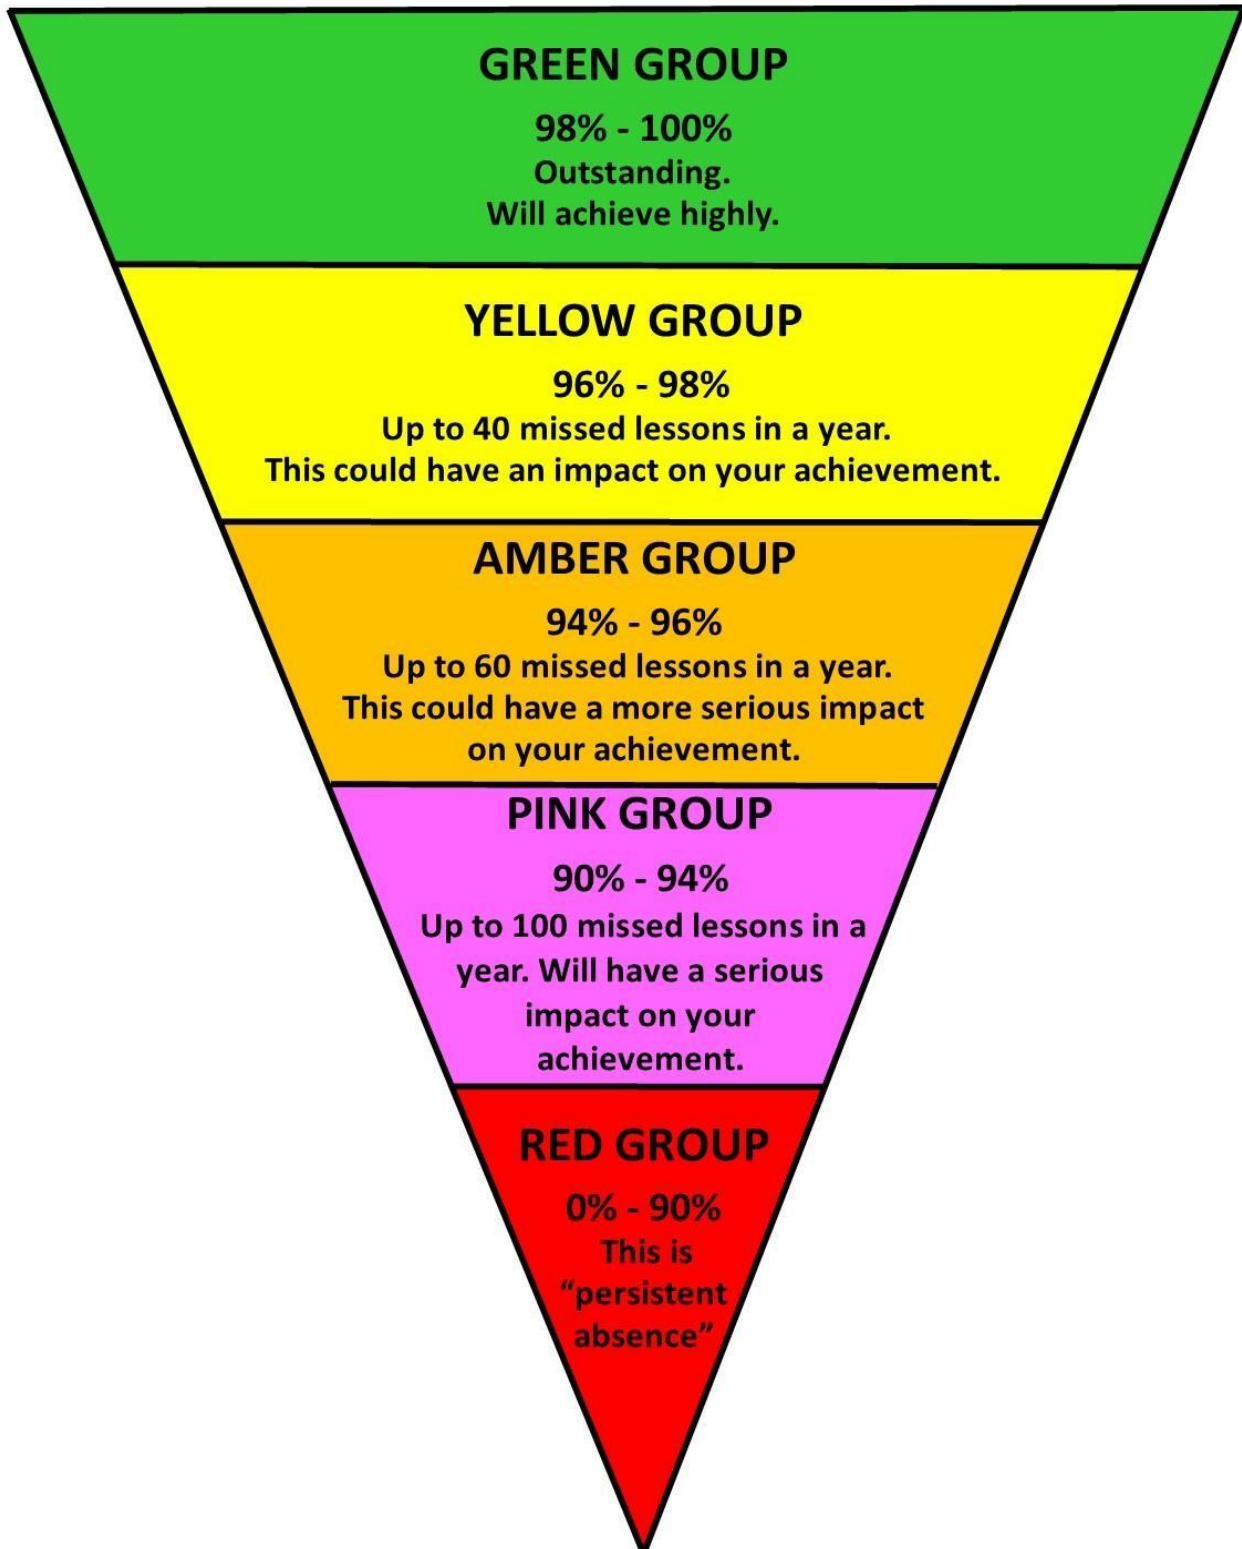 GREEN GROUP
98% - 100%
Outstanding.
Will achieve highly.
YELLOW GROUP
96% - 98%
Up to 40 missed lessons in a year.
This could have an impact on your achievement.
AMBER GROUP
94% - 96%
Up to 60 missed lessons in a year.
This could have a more serious impact
on your achievement.
PINK GROUP
90% - 94%
Up to 100 missed lessons in a
year. Will have a serious
impact on your
achievement.
RED GROUP
0% - 90%
This is
“persistent
absence”